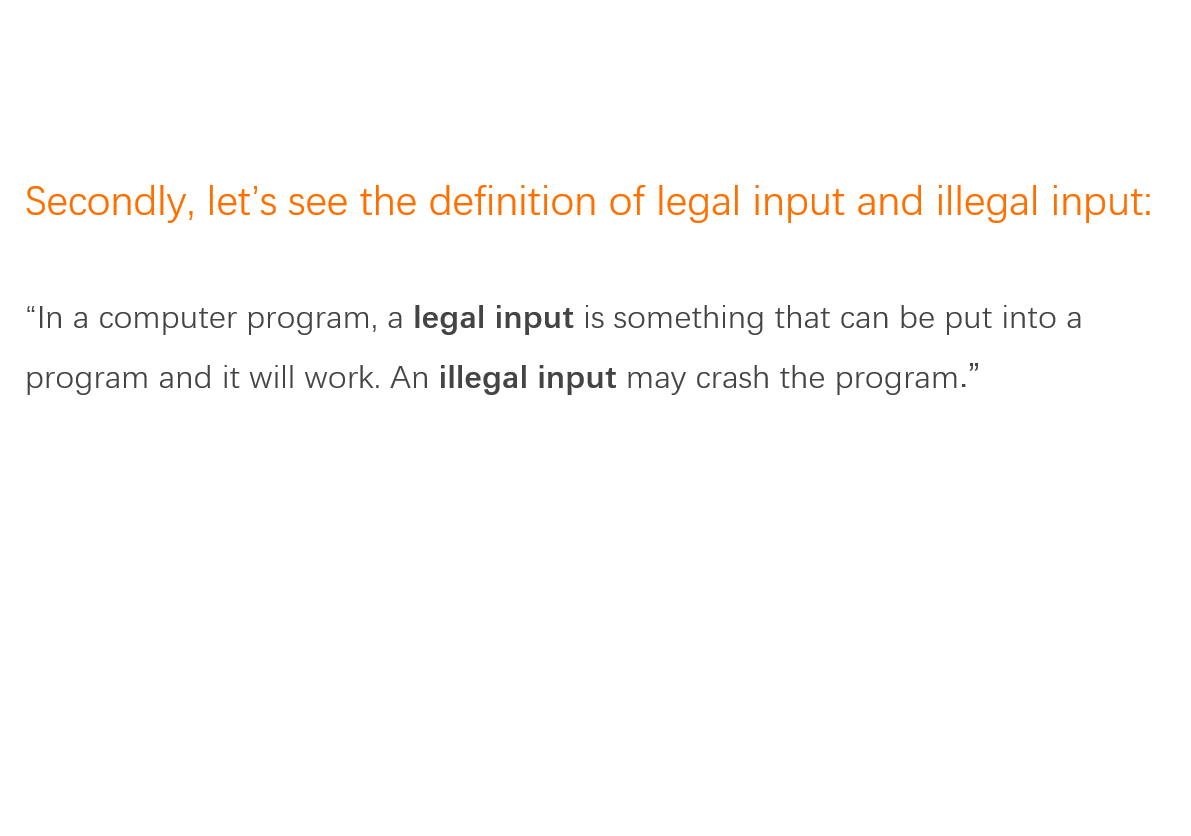 Secondly, let’s see the definition of legal input and illegal input:
“In a computer program, a legal input is something that can be put into a
program and it will work. An illegal input may crash the program.”